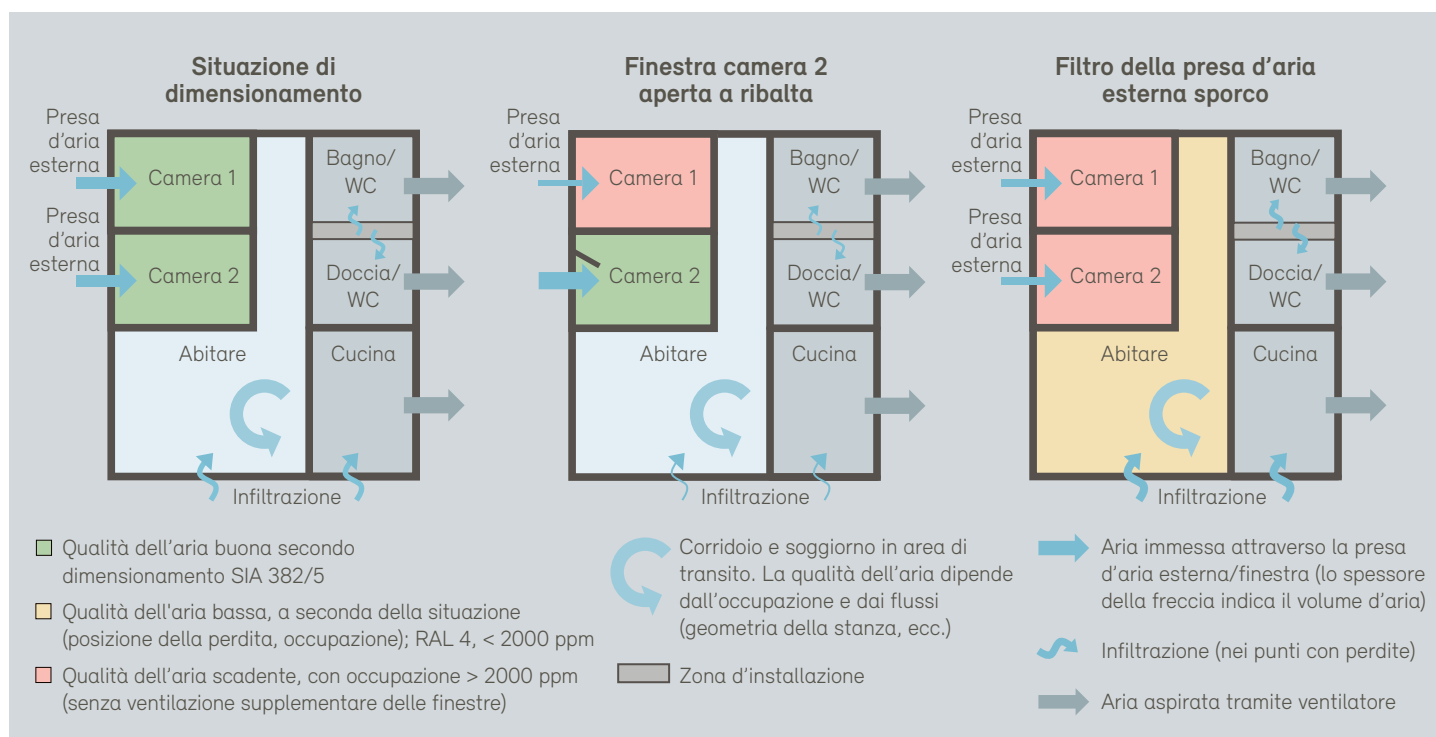 Situazione di
dimensionamento
Presa
d'aria
esterna
Camera 1
Bagno/
WC
Presa
d'aria
esterna
Camera 2
Doccia/
WC
Abitare
Cucina
Infiltrazione
Finestra camera 2
aperta a ribalta
Presa
d'aria
esterna
Camera 1
Bagno/
WC
Camera 2
Doccia/
WC
Abitare
Cucina
Infiltrazione
Filtro della presa d'aria
esterna sporco
Presa
d'aria
esterna
Camera 1
Bagno/
WC
Presa
d'aria
esterna
Camera 2
Doccia/
WC
Abitare
Cucina
Infiltrazione
Qualità dell'aria buona secondo
dimensionamento SIA 382/5
Qualità dell'aria bassa, a seconda della situazione
(posizione della perdita, occupazione); RAL 4, < 2000 ppm
Qualità dell'aria scadente, con occupazione > 2000 ppm
(senza ventilazione supplementare delle finestre)
Corridoio e soggiorno in area di
transito. La qualità dell'aria dipende
dall'occupazione e dai flussi
(geometria della stanza, ecc.)
Zona d'installazione
Aria immessa attraverso la presa
d'aria esterna/finestra (lo spessore
della freccia indica il volume d'aria)
Infiltrazione (nei punti con perdite)
Aria aspirata tramite ventilatore